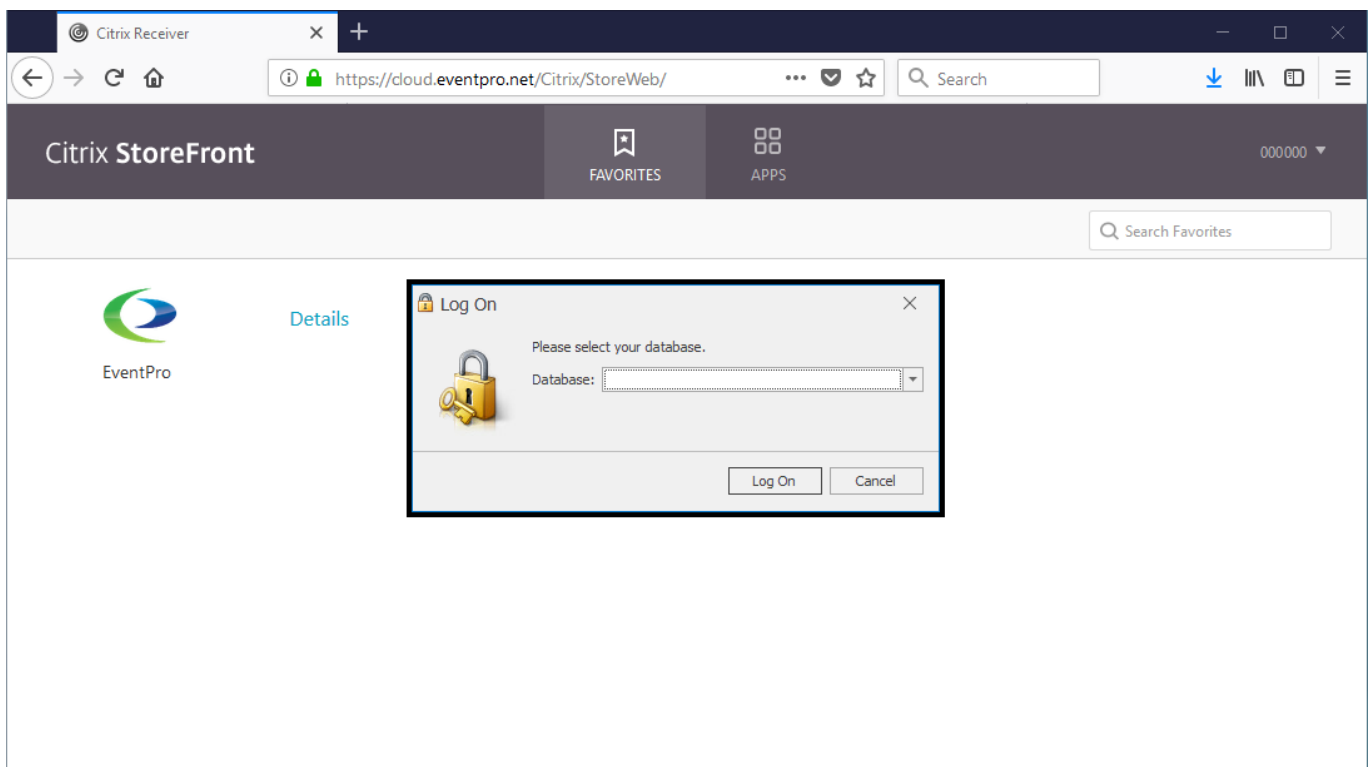 Citrix Receiver
https://cloud.eventpro.net/Citrix/StoreWeb/
Search
Citrix StoreFront
FAVORITES
APPS
000000
Search Favorites
EventPro
Details
Log On
Please select your database.
Database:
Log On
Cancel